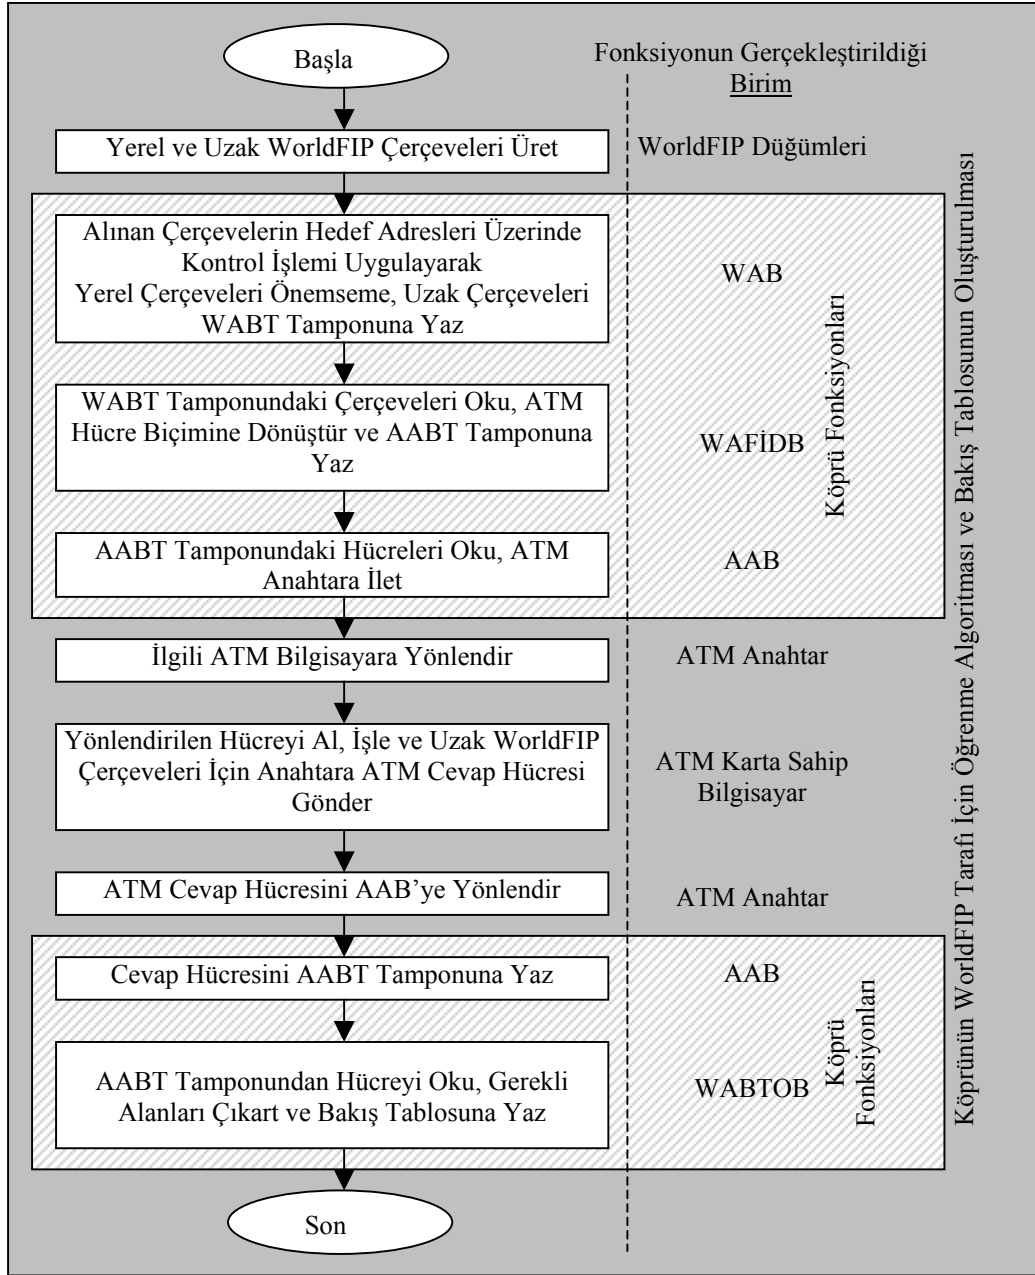 Başla
Fonksiyonun Gerçekleştirildiği
Birim
Yerel ve Uzak WorldFIP Çerçeveleri Üret
WorldFIP Düğümleri
Alınan Çerçevelerin Hedef Adresleri Üzerinde
Kontrol İşlemi Uygulayarak
Yerel Çerçeveleri Önemseme, Uzak Çerçeveleri
WABT Tamponuna Yaz
WAB
WABT Tamponundaki Çerçeveleri Oku, ATM
Hücre Biçimine Dönüştür ve AABT Tamponuna
Yaz
WAFİDB
Köprü Fonksiyonları
AABT Tamponundaki Hücreleri Oku, ATM
Anahtara İlet
AAB
İlgili ATM Bilgisayara Yönlendir
ATM Anahtar
Yönlendirilen Hücreyi Al, İşle ve Uzak WorldFIP
Çerçeveleri İçin Anahtara ATM Cevap Hücresi
Gönder
ATM Karta Sahip
Bilgisayar
ATM Cevap Hücresini AAB’ye Yönlendir
ATM Anahtar
Cevap Hücresini AABT Tamponuna Yaz
AAB
AABT Tamponundan Hücreyi Oku, Gerekli
Alanları Çıkart ve Bakış Tablosuna Yaz
WABTOB
Köprü
Fonksiyonları
Son
Köprünün WorldFIP Tarafi İçin Öğrenme Algoritması ve Bakış Tablosunun Oluşturulması